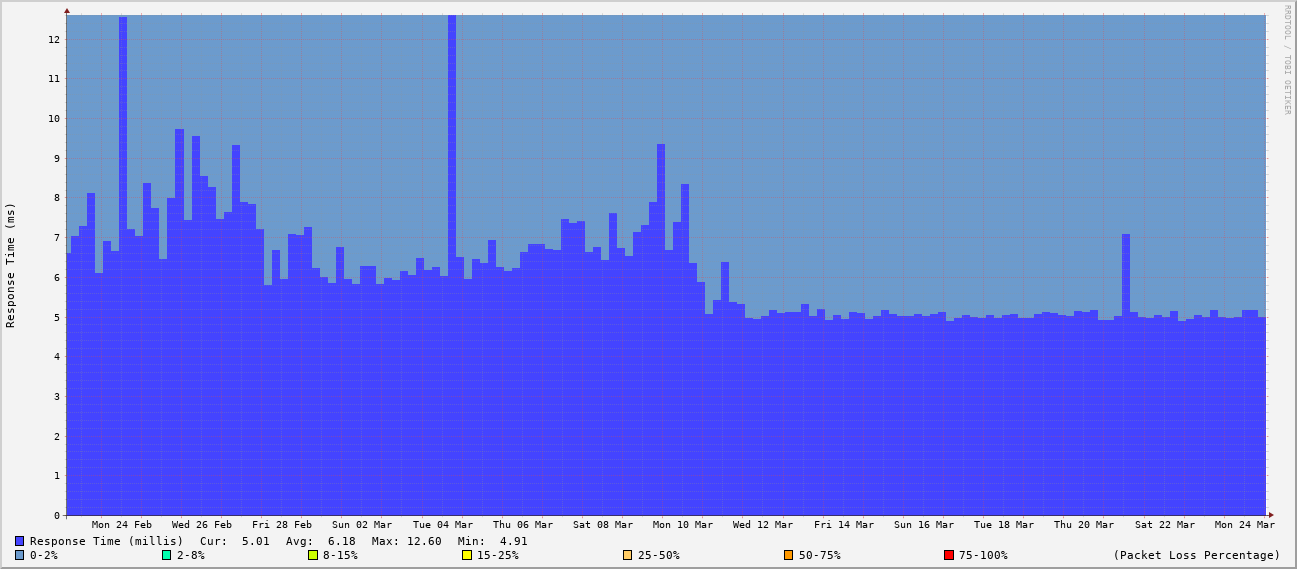 RRDTOOL / TOBI OETIKER
Response Time (ms)
12
11
10
9
8
7
6
5
4
3
2
1
0
Mon 24 Feb Wed 26 Feb Fri 28 Feb Sun 02 Mar Tue 04 Mar Thu 06 Mar Sat 08 Mar Mon 10 Mar Wed 12 Mar Fri 14 Mar Sun 16 Mar Tue 18 Mar Thu 20 Mar Sat 22 Mar Mon 24 Mar
Response Time (millis) Cur: 5.01 Avg: 6.18 Max: 12.60 Min: 4.91
0-2% 2-8% 8-15% 15-25% 25-50% 50-75% 75-100% (Packet Loss Percentage)